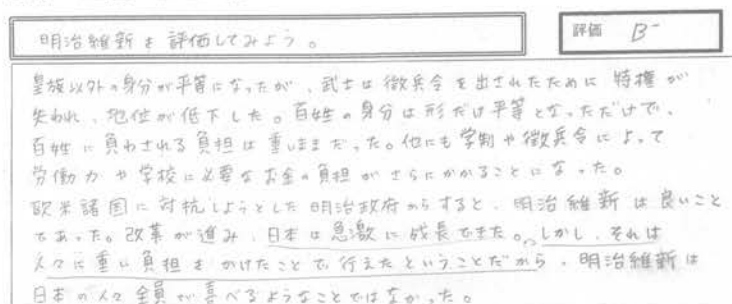 明治維新を評価してみよう。
評価 B⁻
皇族以外の身分が平等になったが、武士は徴兵令を出されたために特権が
失われ、地位が低下した。百姓の身分は形だけ平等となっただけで、
百姓に負わされる負担は重いままだった。他にも学制や徴兵令によって
労働力や学校に必要なお金の負担がさらにかかることになった。
欧米諸国に対抗しようとした明治政府からすると、明治維新は良いこと
であった。改革が進み、日本は急激に成長できた。しかし、それは
人々に重い負担をかけたことで行えたということだから、明治維新は
日本の人々全員が喜べるようなことではなかった。